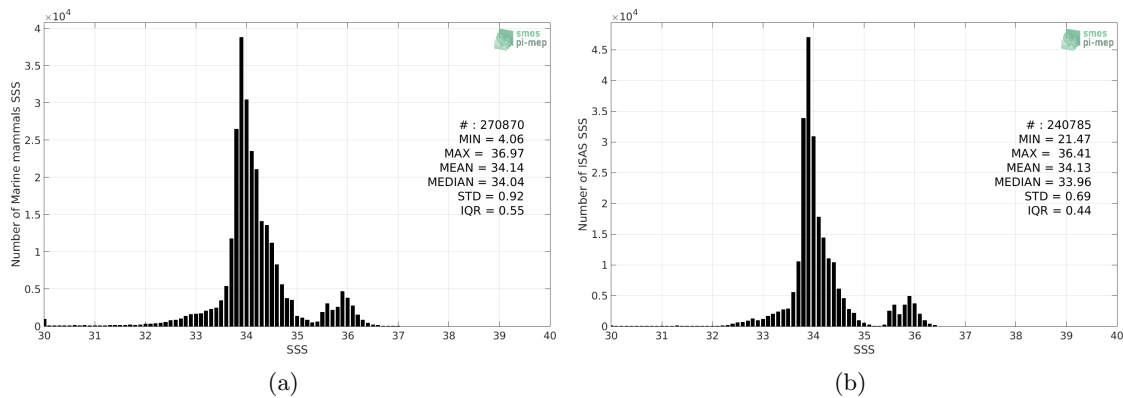 ×10⁴
4
3.5
3
2.5
2
1.5
1
0.5
0
Number of Marine mammals SSS
smos
pi-mep
# : 270870
MIN = 4.06
MAX = 36.97
MEAN = 34.14
MEDIAN = 34.04
STD = 0.92
IQR = 0.55
30 31 32 33 34 35 36 37 38 39 40
SSS
(a)
×10⁴
4.5
4
3.5
3
2.5
2
1.5
1
0.5
0
Number of ISAS SSS
smos
pi-mep
# : 240785
MIN = 21.47
MAX = 36.41
MEAN = 34.13
MEDIAN = 33.96
STD = 0.69
IQR = 0.44
30 31 32 33 34 35 36 37 38 39 40
SSS
(b)